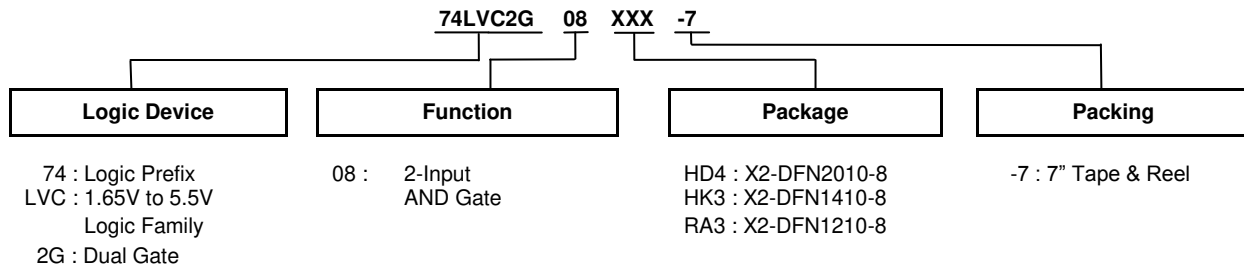 74LVC2G 08 XXX -7
Logic Device Function Package Packing
74 : Logic Prefix 08 : 2-Input HD4 : X2-DFN2010-8 -7 : 7” Tape & Reel
LVC : 1.65V to 5.5V AND Gate HK3 : X2-DFN1410-8
Logic Family RA3 : X2-DFN1210-8
2G : Dual Gate